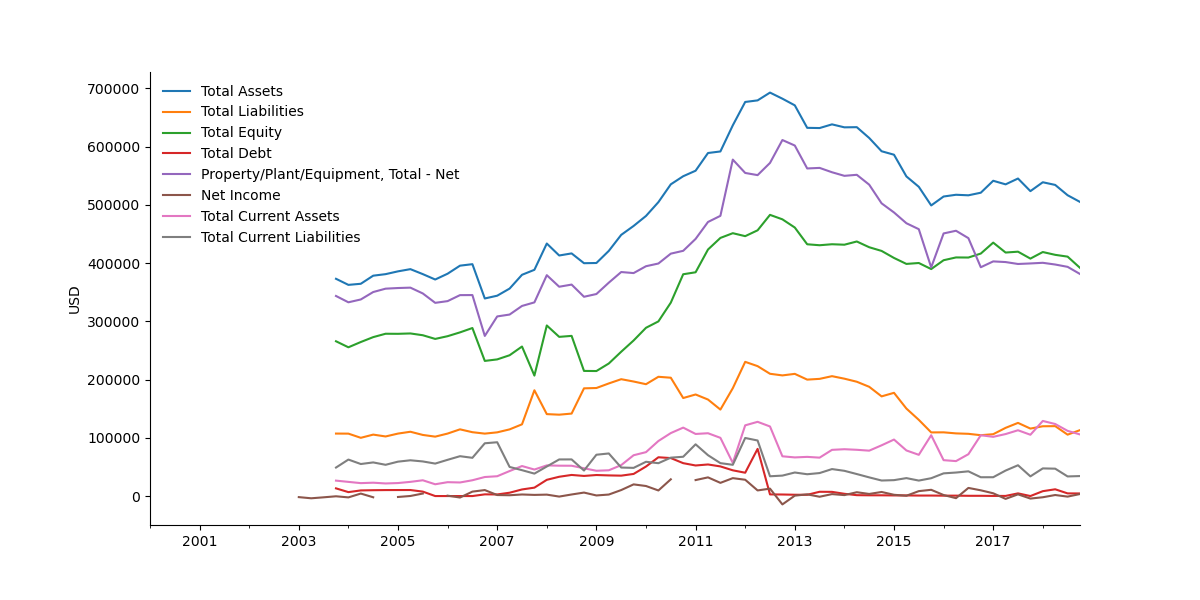 700000
600000
500000
400000
300000
200000
100000
0
USD
Total Assets
Total Liabilities
Total Equity
Total Debt
Property/Plant/Equipment, Total - Net
Net Income
Total Current Assets
Total Current Liabilities
2001 2003 2005 2007 2009 2011 2013 2015 2017